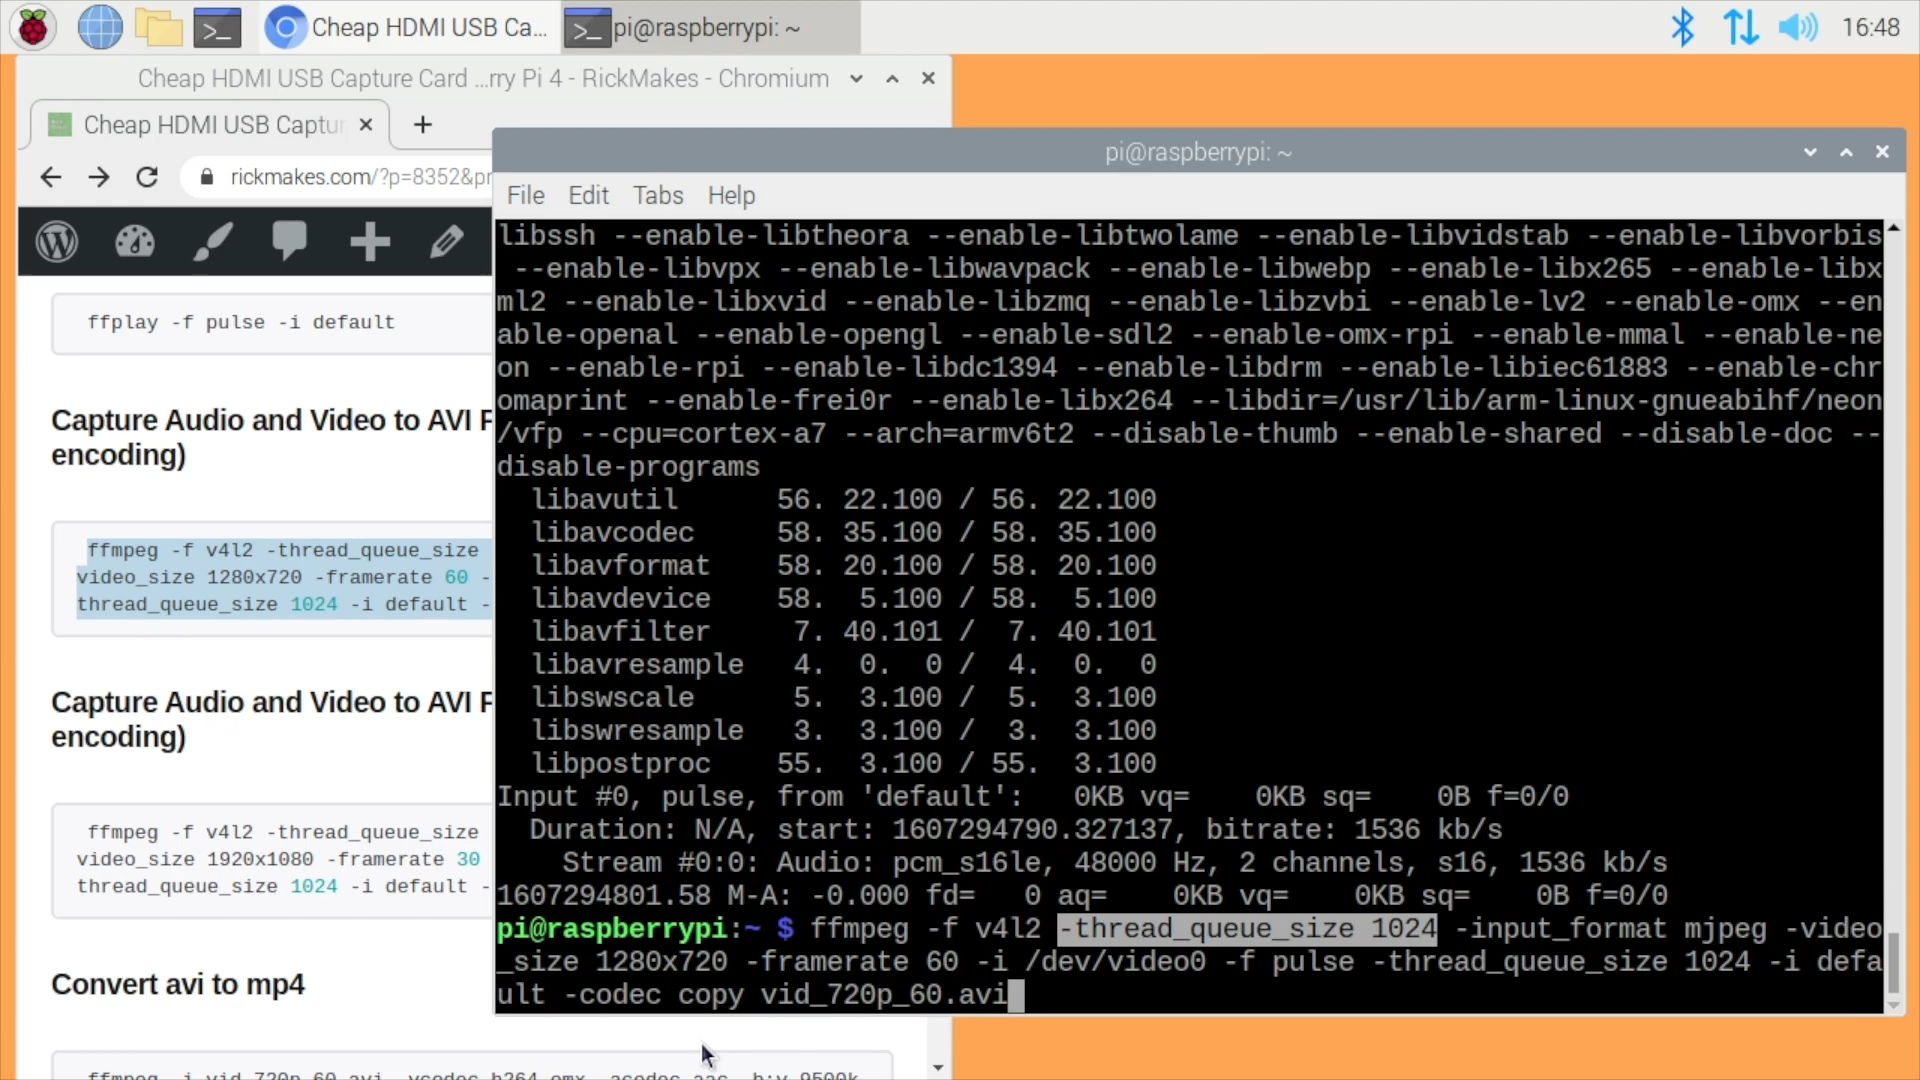 Cheap HDMI USB Ca...
pi@raspberrypi: ~
16:48
Cheap HDMI USB Capture Card ...rry Pi 4 - RickMakes - Chromium
Cheap HDMI USB Captur
rickmakes.com/?p=8352&pr
ffplay -f pulse -i default
Capture Audio and Video to AVI F
encoding)
ffmpeg -f v4l2 -thread_queue_size
video_size 1280x720 -framerate 60 -
thread_queue_size 1024 -i default -
Capture Audio and Video to AVI F
encoding)
ffmpeg -f v4l2 -thread_queue_size
video_size 1920x1080 -framerate 30
thread_queue_size 1024 -i default -
Convert avi to mp4
ffmpeg -i vid_720p_60.avi -vcodec h264_omx -acodec aac -b:v 9500k
pi@raspberrypi: ~
File Edit Tabs Help
libssh --enable-libtheora --enable-libtwolame --enable-libvidstab --enable-libvorbis
--enable-libvpx --enable-libwavpack --enable-libwebp --enable-libx265 --enable-libx
ml2 --enable-libxvid --enable-libzmq --enable-libzvbi --enable-lv2 --enable-omx --en
able-openal --enable-opengl --enable-sdl2 --enable-omx-rpi --enable-mmal --enable-ne
on --enable-rpi --enable-libdc1394 --enable-libdrm --enable-libiec61883 --enable-chr
omaprint --enable-frei0r --enable-libx264 --libdir=/usr/lib/arm-linux-gnueabihf/neon
/vfp --cpu=cortex-a7 --arch=armv6t2 --disable-thumb --enable-shared --disable-doc --
disable-programs
libavutil 56. 22.100 / 56. 22.100
libavcodec 58. 35.100 / 58. 35.100
libavformat 58. 20.100 / 58. 20.100
libavdevice 58. 5.100 / 58. 5.100
libavfilter 7. 40.101 / 7. 40.101
libavresample 4. 0. 0 / 4. 0. 0
libswscale 5. 3.100 / 5. 3.100
libswresample 3. 3.100 / 3. 3.100
libpostproc 55. 3.100 / 55. 3.100
Input #0, pulse, from 'default': 0KB vq= 0KB sq= 0B f=0/0
Duration: N/A, start: 1607294790.327137, bitrate: 1536 kb/s
Stream #0:0: Audio: pcm_s16le, 48000 Hz, 2 channels, s16, 1536 kb/s
1607294801.58 M-A: -0.000 fd= 0 aq= 0KB vq= 0KB sq= 0B f=0/0
pi@raspberrypi:~ $ ffmpeg -f v4l2 -thread_queue_size 1024 -input_format mjpeg -video
_size 1280x720 -framerate 60 -i /dev/video0 -f pulse -thread_queue_size 1024 -i defa
ult -codec copy vid_720p_60.avi